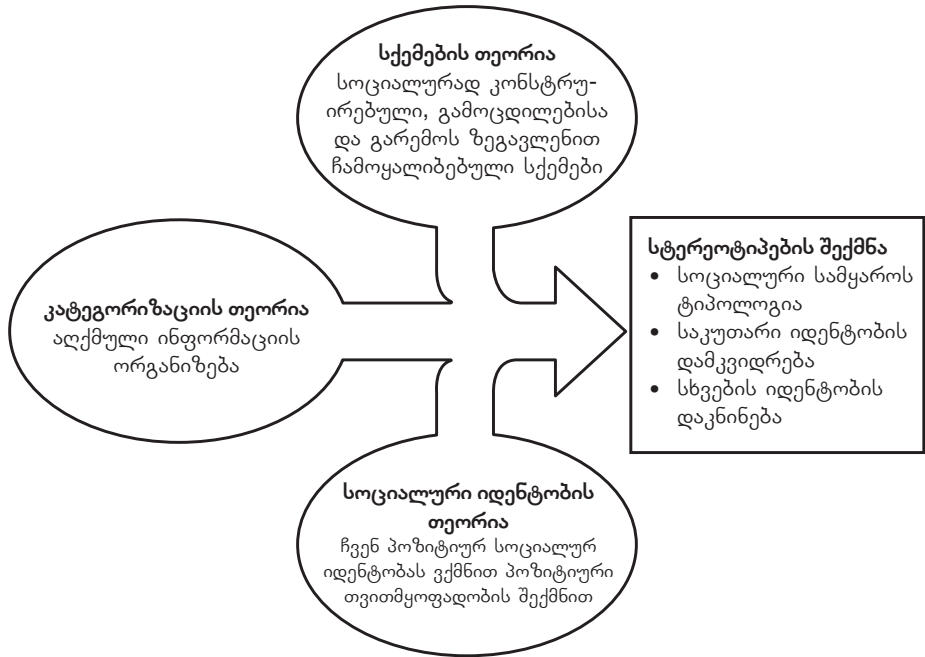 სქემების თეორია
სოციალურად კონსტრუ-
ირებული, გამოცდილებისა
და გარემოს ზეგავლენით
ჩამოყალიბებული სქემები
კატეგორიზაციის თეორია
აღქმული ინფორმაციის
ორგანიზება
სოციალური იდენტობის
თეორია
ჩვენ პოზიტიურ სოციალურ
იდენტობას ვქმნით პოზიტიური
თვითმყოფადობის შექმნით
სტერეოტიპების შექმნა
• სოციალური სამყაროს
ტიპოლოგია
• საკუთარი იდენტობის
დამკვიდრება
• სხვების იდენტობის
დაკნინება